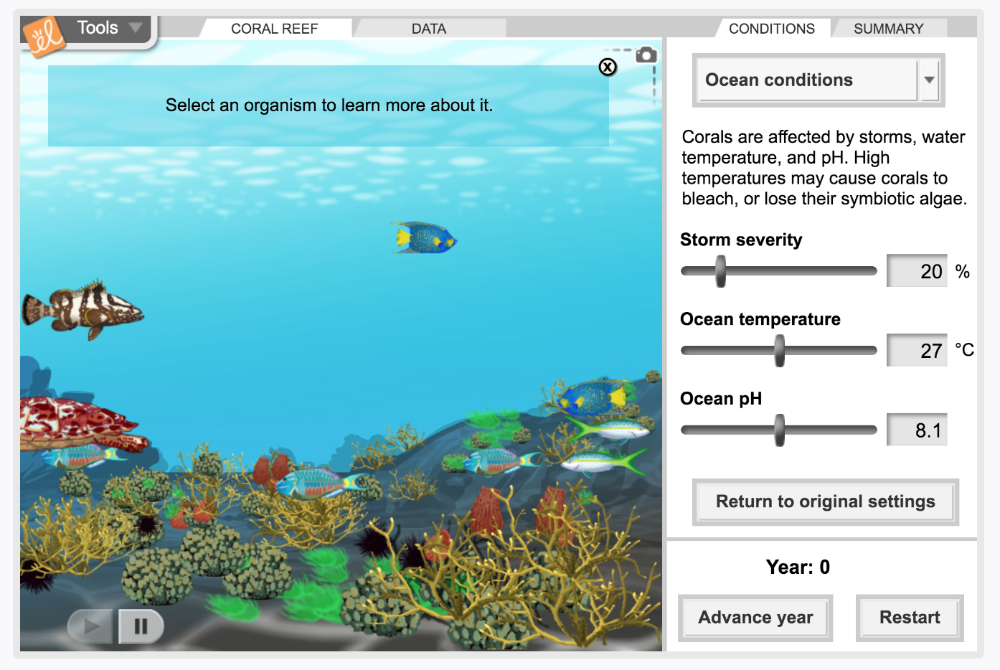 Tools
CORAL REEF
DATA
CONDITIONS
SUMMARY
Select an organism to learn more about it.
Ocean conditions
Corals are affected by storms, water
temperature, and pH. High
temperatures may cause corals to
bleach, or lose their symbiotic algae.
Storm severity
20 %
Ocean temperature
27 °C
Ocean pH
8.1
Return to original settings
Year: 0
Advance year
Restart